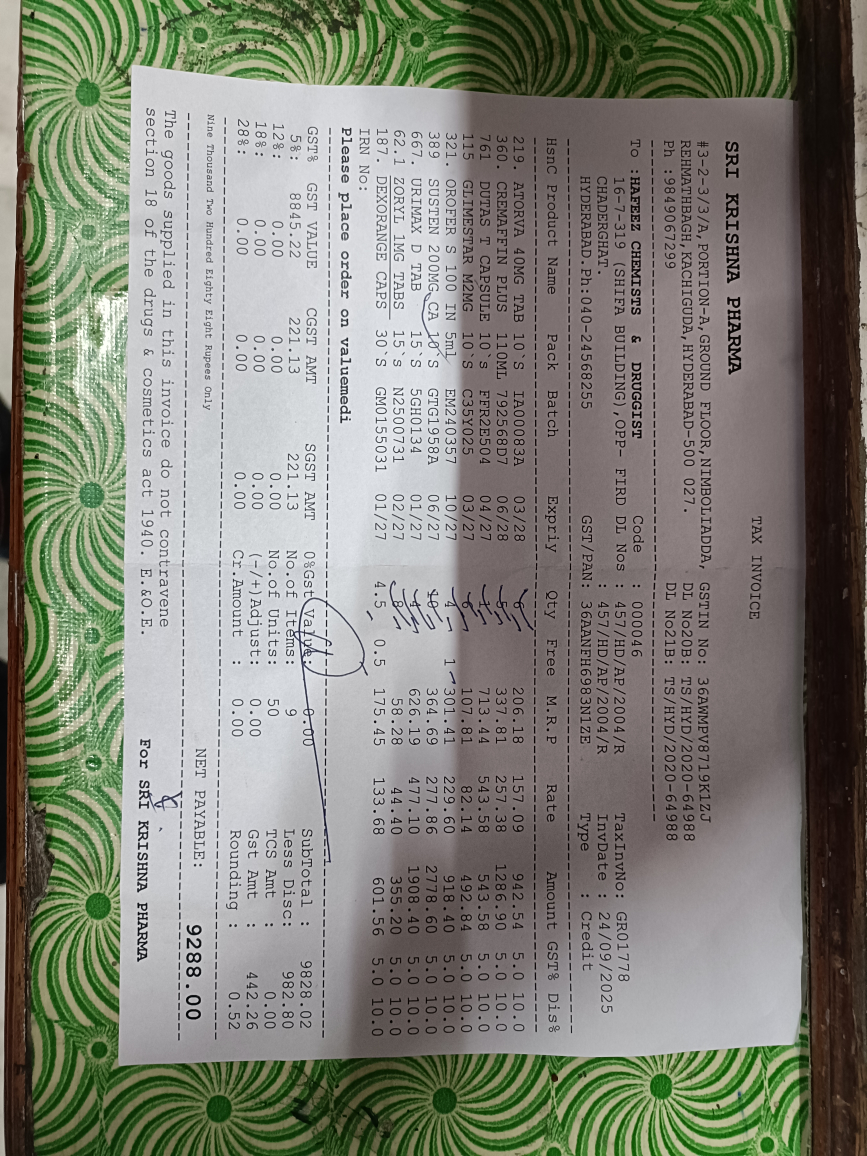 TAX INVOICE
SRI KRISHNA PHARMA
#3-2-3/3/A,PORTION-A,GROUND FLOOR,NIMBOLIADDA, GSTIN No: 36AWMPV8719K1ZJ
REHMATHBAGH,KACHIGUDA,HYDERABAD-500 027. DL No20B: TS/HYD/2020-64988
Ph :9849067299 DL No21B: TS/HYD/2020-64988
To :HAFEEZ CHEMISTS & DRUGGIST Code : 000046 TaxInvNo: GR01778
16-7-319 (SHIFA BUILDING),OPP- FIRD DL Nos : 457/HD/AP/2004/R InvDate : 24/09/2025
CHADERGHAT. : 457/HD/AP/2004/R Type : Credit
HYDERABAD.Ph:040-24568255 GST/PAN: 36AANFH6983N1ZE
HsnC Product Name Pack Batch Expriy Qty Free M.R.P Rate Amount GST% Dis%
219. ATORVA 40MG TAB 10`S IA00083A 03/28 6 206.18 157.09 942.54 5.0 10.0
360. CREMAFFIN PLUS 110ML 792568D7 06/28 5 337.81 257.38 1286.90 5.0 10.0
761 DUTAS T CAPSULE 10`s FFR2E504 04/27 1 713.44 543.58 543.58 5.0 10.0
115 GLIMESTAR M2MG 10`S C35Y025 03/27 6 107.81 82.14 492.84 5.0 10.0
321. OROFER S 100 IN 5ml EM240357 10/27 4 1 301.41 229.60 918.40 5.0 10.0
389 SUSTEN 200MG CA 10`S GTG1958A 06/27 10 364.69 277.86 2778.60 5.0 10.0
667. URIMAX D TAB 15`S 5GH0134 01/27 4 626.19 477.10 1908.40 5.0 10.0
62.1 ZORYL 1MG TABS 15`S N2500731 02/27 8 58.28 44.40 355.20 5.0 10.0
187. DEXORANGE CAPS 30`S GM0155031 01/27 4.5 0.5 175.45 133.68 601.56 5.0 10.0
IRN No:
Please place order on valuemedi
GST% GST VALUE CGST AMT SGST AMT 0%Gst Value: 0.00 SubTotal : 9828.02
5%: 8845.22 221.13 221.13 No.of Items: 9 Less Disc: 982.80
12%: 0.00 0.00 0.00 No.of Units: 50 TCS Amt : 0.00
18%: 0.00 0.00 0.00 (-/+)Adjust: 0.00 Gst Amt : 442.26
28%: 0.00 0.00 0.00 Cr.Amount : 0.00 Rounding : 0.52
Nine Thousand Two Hundred Eighty Eight Rupees Only NET PAYABLE: 9288.00
The goods supplied in this invoice do not contravene
section 18 of the drugs & cosmetics act 1940. E.&O.E. For SRI KRISHNA PHARMA